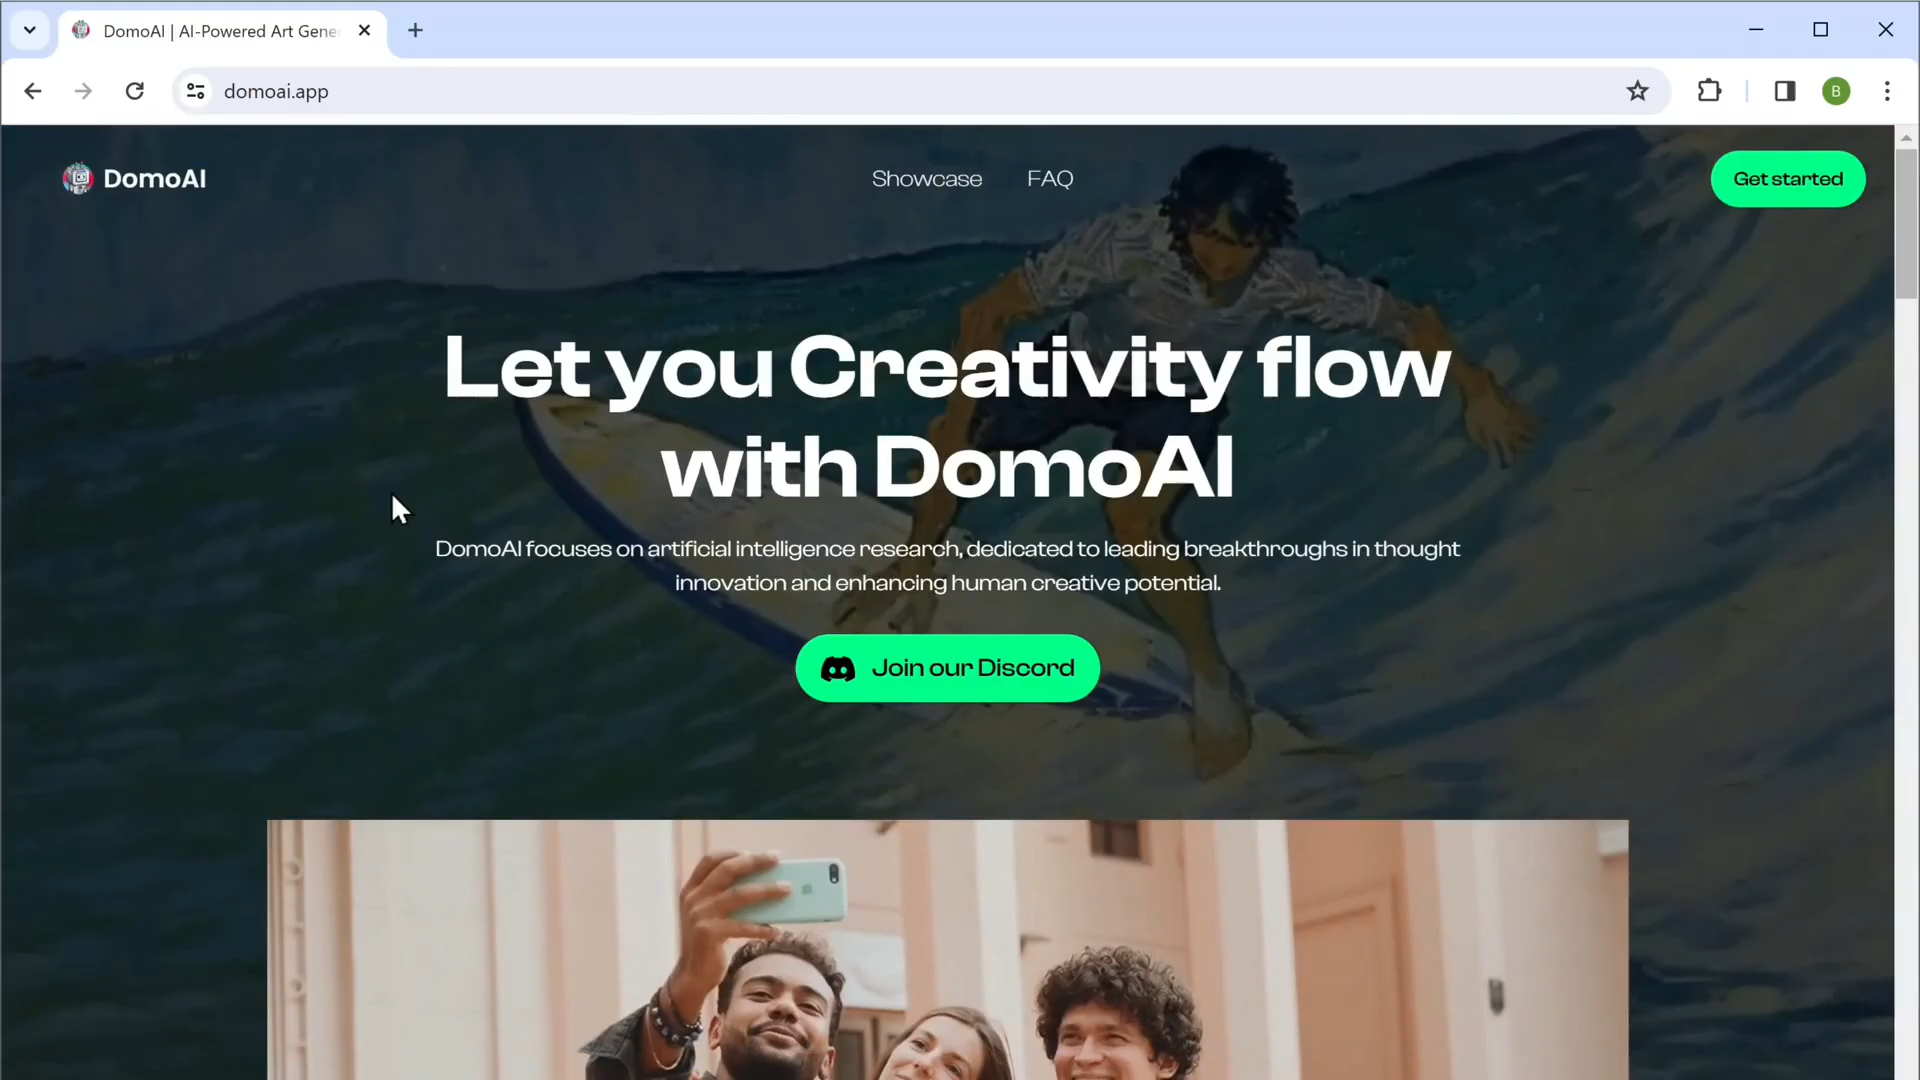 DomoAI | AI-Powered Art Gene
domoai.app
B
DomoAI
Showcase
FAQ
Get started
Let you Creativity flow
with DomoAI
DomoAI focuses on artificial intelligence research, dedicated to leading breakthroughs in thought
innovation and enhancing human creative potential.
Join our Discord